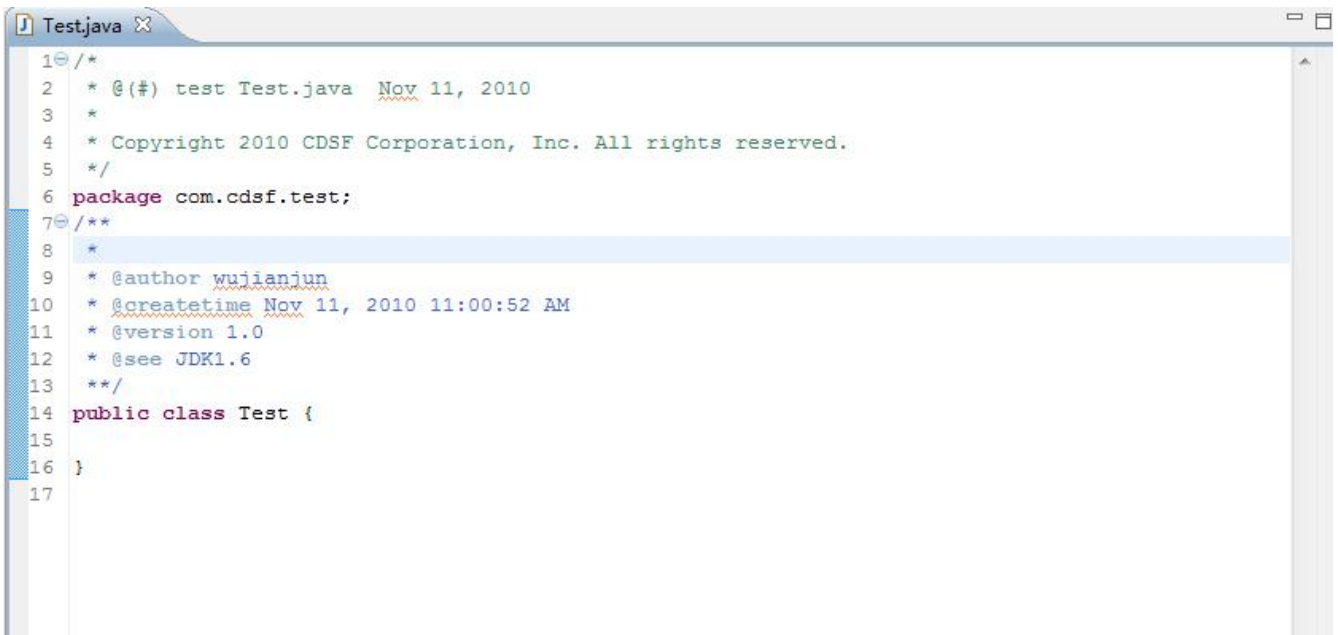 Test.java
1 /*
2 * @(#) test Test.java  Nov 11, 2010
3 *
4 * Copyright 2010 CDSF Corporation, Inc. All rights reserved.
5 */
6 package com.cdsf.test;
7 /**
8 *
9 * @author wujianjun
10 * @createtime Nov 11, 2010 11:00:52 AM
11 * @version 1.0
12 * @see JDK1.6
13 **/
14 public class Test {
15
16 }
17